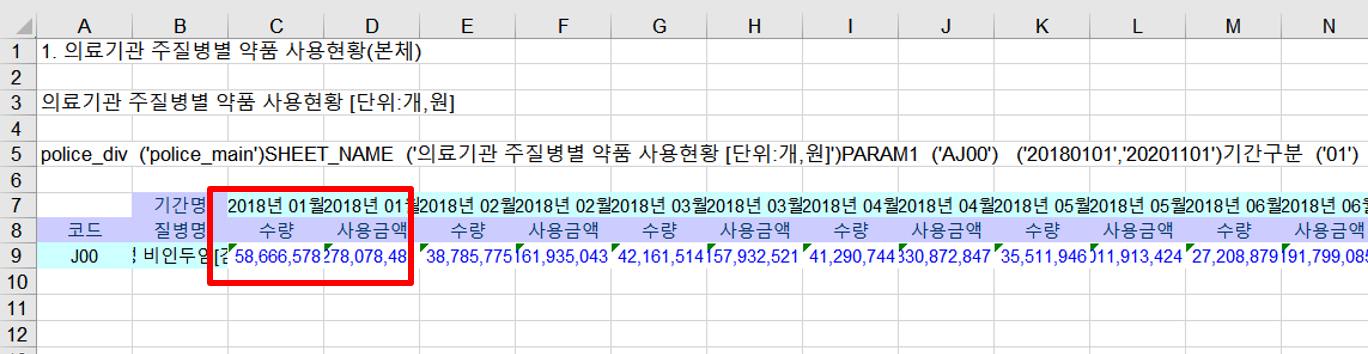 A B C D E F G H I J K L M N
1 1. 의료기관 주질병별 약품 사용현황(본체)
2
3 의료기관 주질병별 약품 사용현황 [단위:개,원]
4
5 police_div ('police_main')SHEET_NAME ('의료기관 주질병별 약품 사용현황 [단위:개,원]')PARAM1 ('AJ00') ('20180101','20201101')기간구분 ('01')
6
7 기간명 2018년 01월 2018년 01월 2018년 02월 2018년 02월 2018년 03월 2018년 03월 2018년 04월 2018년 04월 2018년 05월 2018년 05월 2018년 06월 2018년 06월
8 코드 질병명 수량 사용금액 수량 사용금액 수량 사용금액 수량 사용금액 수량 사용금액 수량 사용금액
9 J00 비인두염 58,666,578 278,078,48 38,785,775 61,935,043 42,161,514 57,932,521 41,290,744 330,872,847 35,511,946 011,913,424 27,208,879 91,799,085
10
11
12